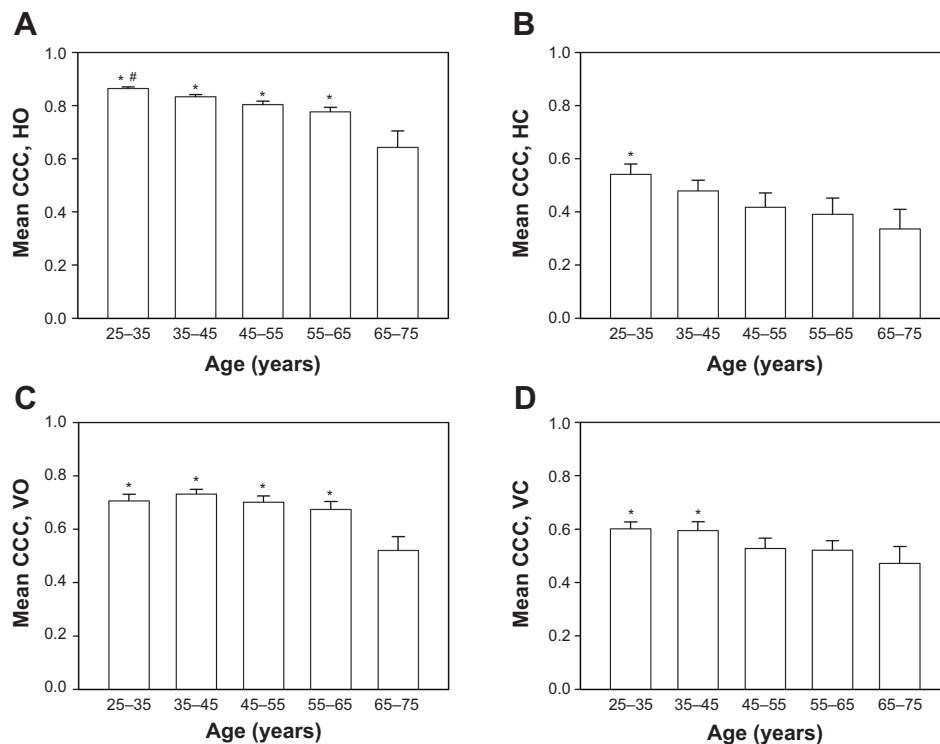 A
Mean CCC, HO
1.0
0.8
0.6
0.4
0.2
0.0
* #
*
*
*
25–35 35–45 45–55 55–65 65–75
Age (years)
B
Mean CCC, HC
1.0
0.8
0.6
0.4
0.2
0.0
*
25–35 35–45 45–55 55–65 65–75
Age (years)
C
Mean CCC, VO
1.0
0.8
0.6
0.4
0.2
0.0
*
*
*
*
25–35 35–45 45–55 55–65 65–75
Age (years)
D
Mean CCC, VC
1.0
0.8
0.6
0.4
0.2
0.0
*
*
25–35 35–45 45–55 55–65 65–75
Age (years)